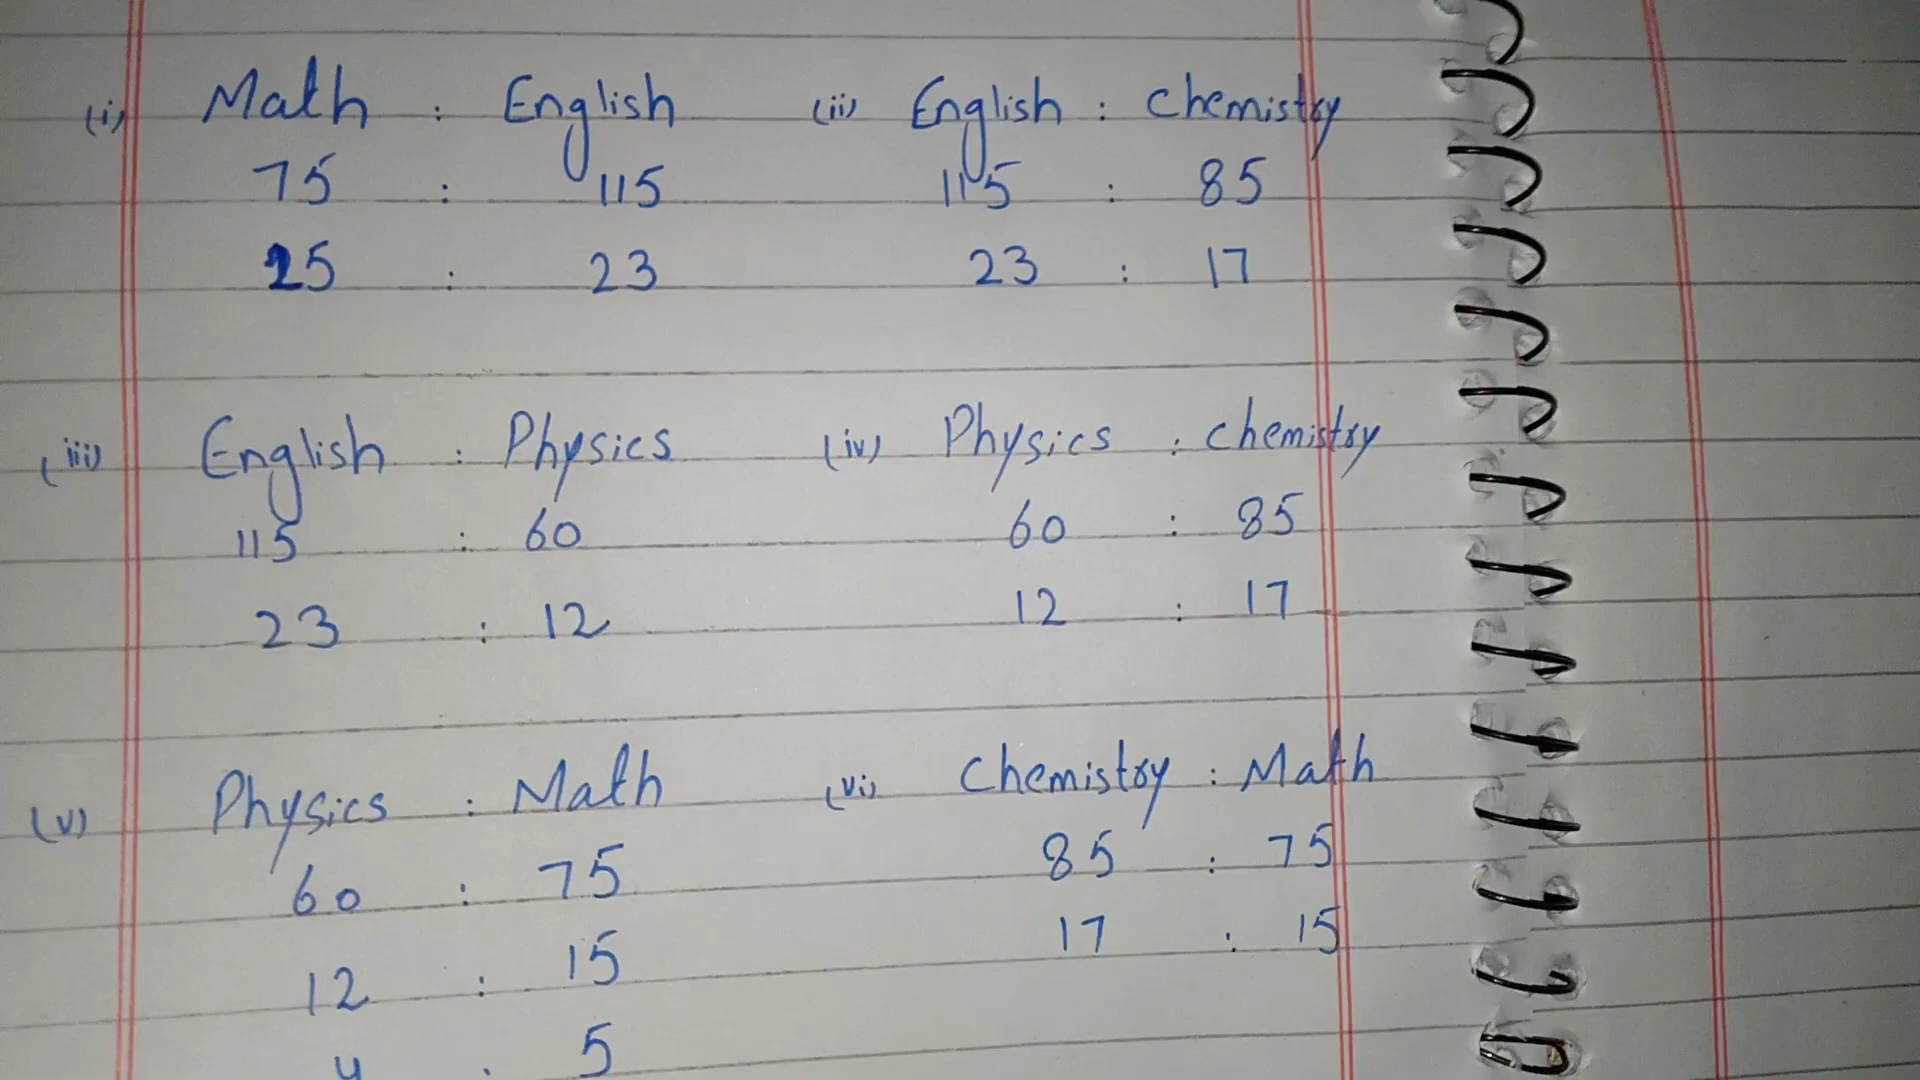 (i) Math : English (ii) English : Chemistry
75 : 115 115 : 85
25 : 23 23 : 17
(iii) English : Physics (iv) Physics : Chemistry
115 : 60 60 : 85
23 : 12 12 : 17
(v) Physics : Math (vi) Chemistry : Math
60 : 75 85 : 75
12 : 15 17 : 15
4 : 5